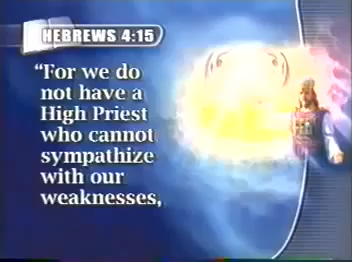 HEBREWS 4:15
“For we do
not have a
High Priest
who cannot
sympathize
with our
weaknesses,